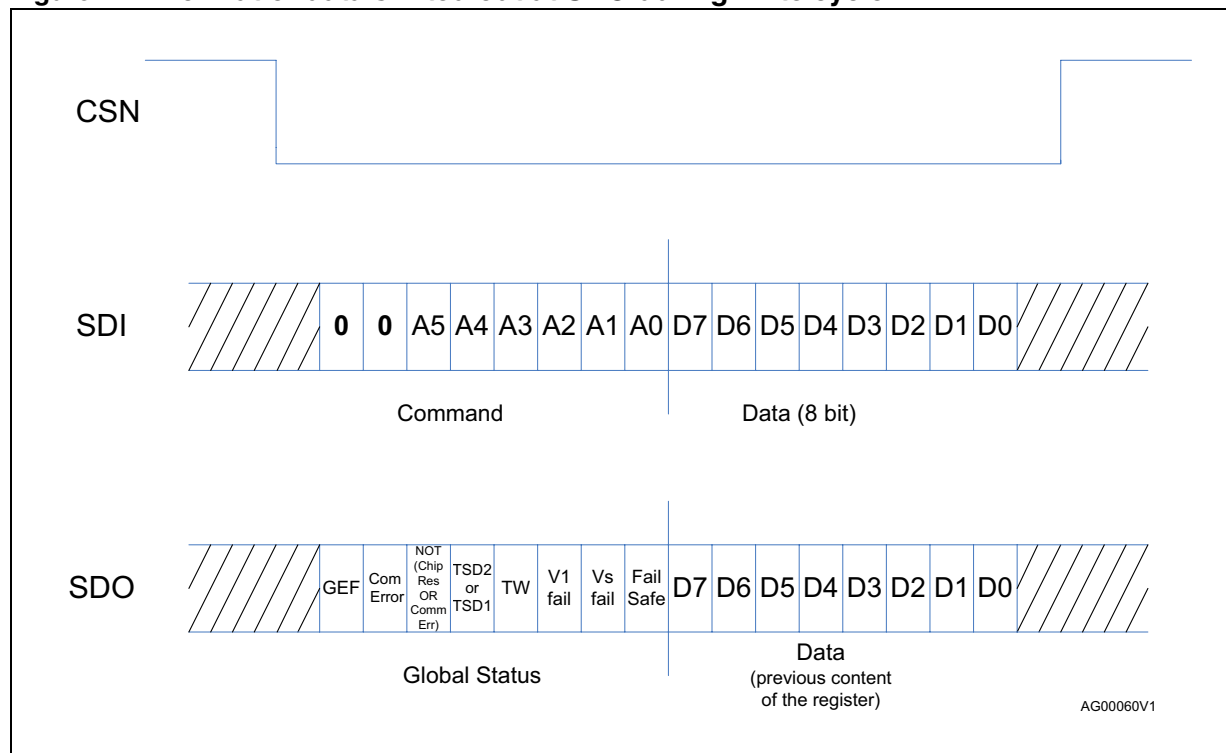 CSN
SDI
0 0 A5 A4 A3 A2 A1 A0 D7 D6 D5 D4 D3 D2 D1 D0
Command
Data (8 bit)
SDO
GEF
Com
Error
NOT
(Chip
Res
OR
Comm
Err)
TSD2
or
TSD1
TW
V1
fail
Vs
fail
Fail
Safe
D7 D6 D5 D4 D3 D2 D1 D0
Global Status
Data
(previous content
of the register)
AG00060V1